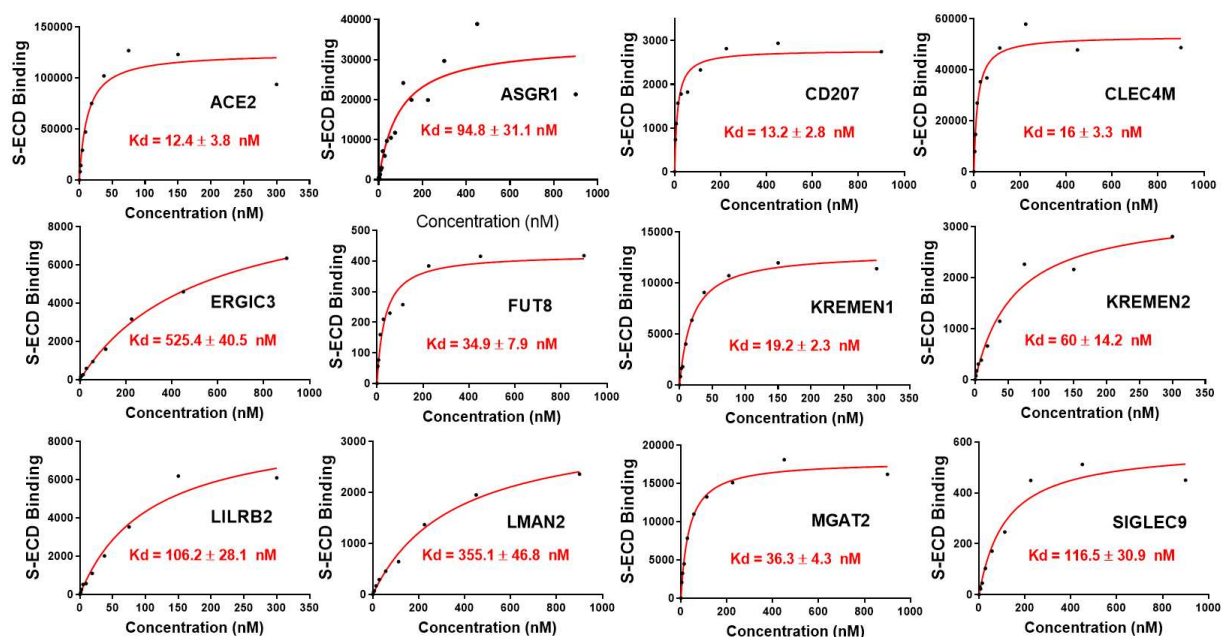 S-ECD Binding
150000
100000
50000
0
ACE2
Kd = 12.4 ± 3.8 nM
0 50 100 150 200 250 300 350
Concentration (nM)
S-ECD Binding
50000
40000
30000
20000
10000
0
ASGR1
Kd = 94.8 ± 31.1 nM
0 200 400 600 800 1000
Concentration (nM)
S-ECD Binding
3000
2000
1000
0
CD207
Kd = 13.2 ± 2.8 nM
0 200 400 600 800 1000
Concentration (nM)
S-ECD Binding
60000
40000
20000
0
CLEC4M
Kd = 16 ± 3.3 nM
0 200 400 600 800 1000
Concentration (nM)
S-ECD Binding
8000
6000
4000
2000
0
ERGIC3
Kd = 525.4 ± 40.5 nM
0 200 400 600 800 1000
Concentration (nM)
S-ECD Binding
500
400
300
200
100
0
FUT8
Kd = 34.9 ± 7.9 nM
0 200 400 600 800 1000
Concentration (nM)
S-ECD Binding
15000
10000
5000
0
KREMEN1
Kd = 19.2 ± 2.3 nM
0 50 100 150 200 250 300 350
Concentration (nM)
S-ECD Binding
3000
2000
1000
0
KREMEN2
Kd = 60 ± 14.2 nM
0 50 100 150 200 250 300 350
Concentration (nM)
S-ECD Binding
8000
6000
4000
2000
0
LILRB2
Kd = 106.2 ± 28.1 nM
0 50 100 150 200 250 300 350
Concentration (nM)
S-ECD Binding
3000
2000
1000
0
LMAN2
Kd = 355.1 ± 46.8 nM
0 200 400 600 800 1000
Concentration (nM)
S-ECD Binding
20000
15000
10000
5000
0
MGAT2
Kd = 36.3 ± 4.3 nM
0 200 400 600 800 1000
Concentration (nM)
S-ECD Binding
600
400
200
0
SIGLEC9
Kd = 116.5 ± 30.9 nM
0 200 400 600 800 1000
Concentration (nM)